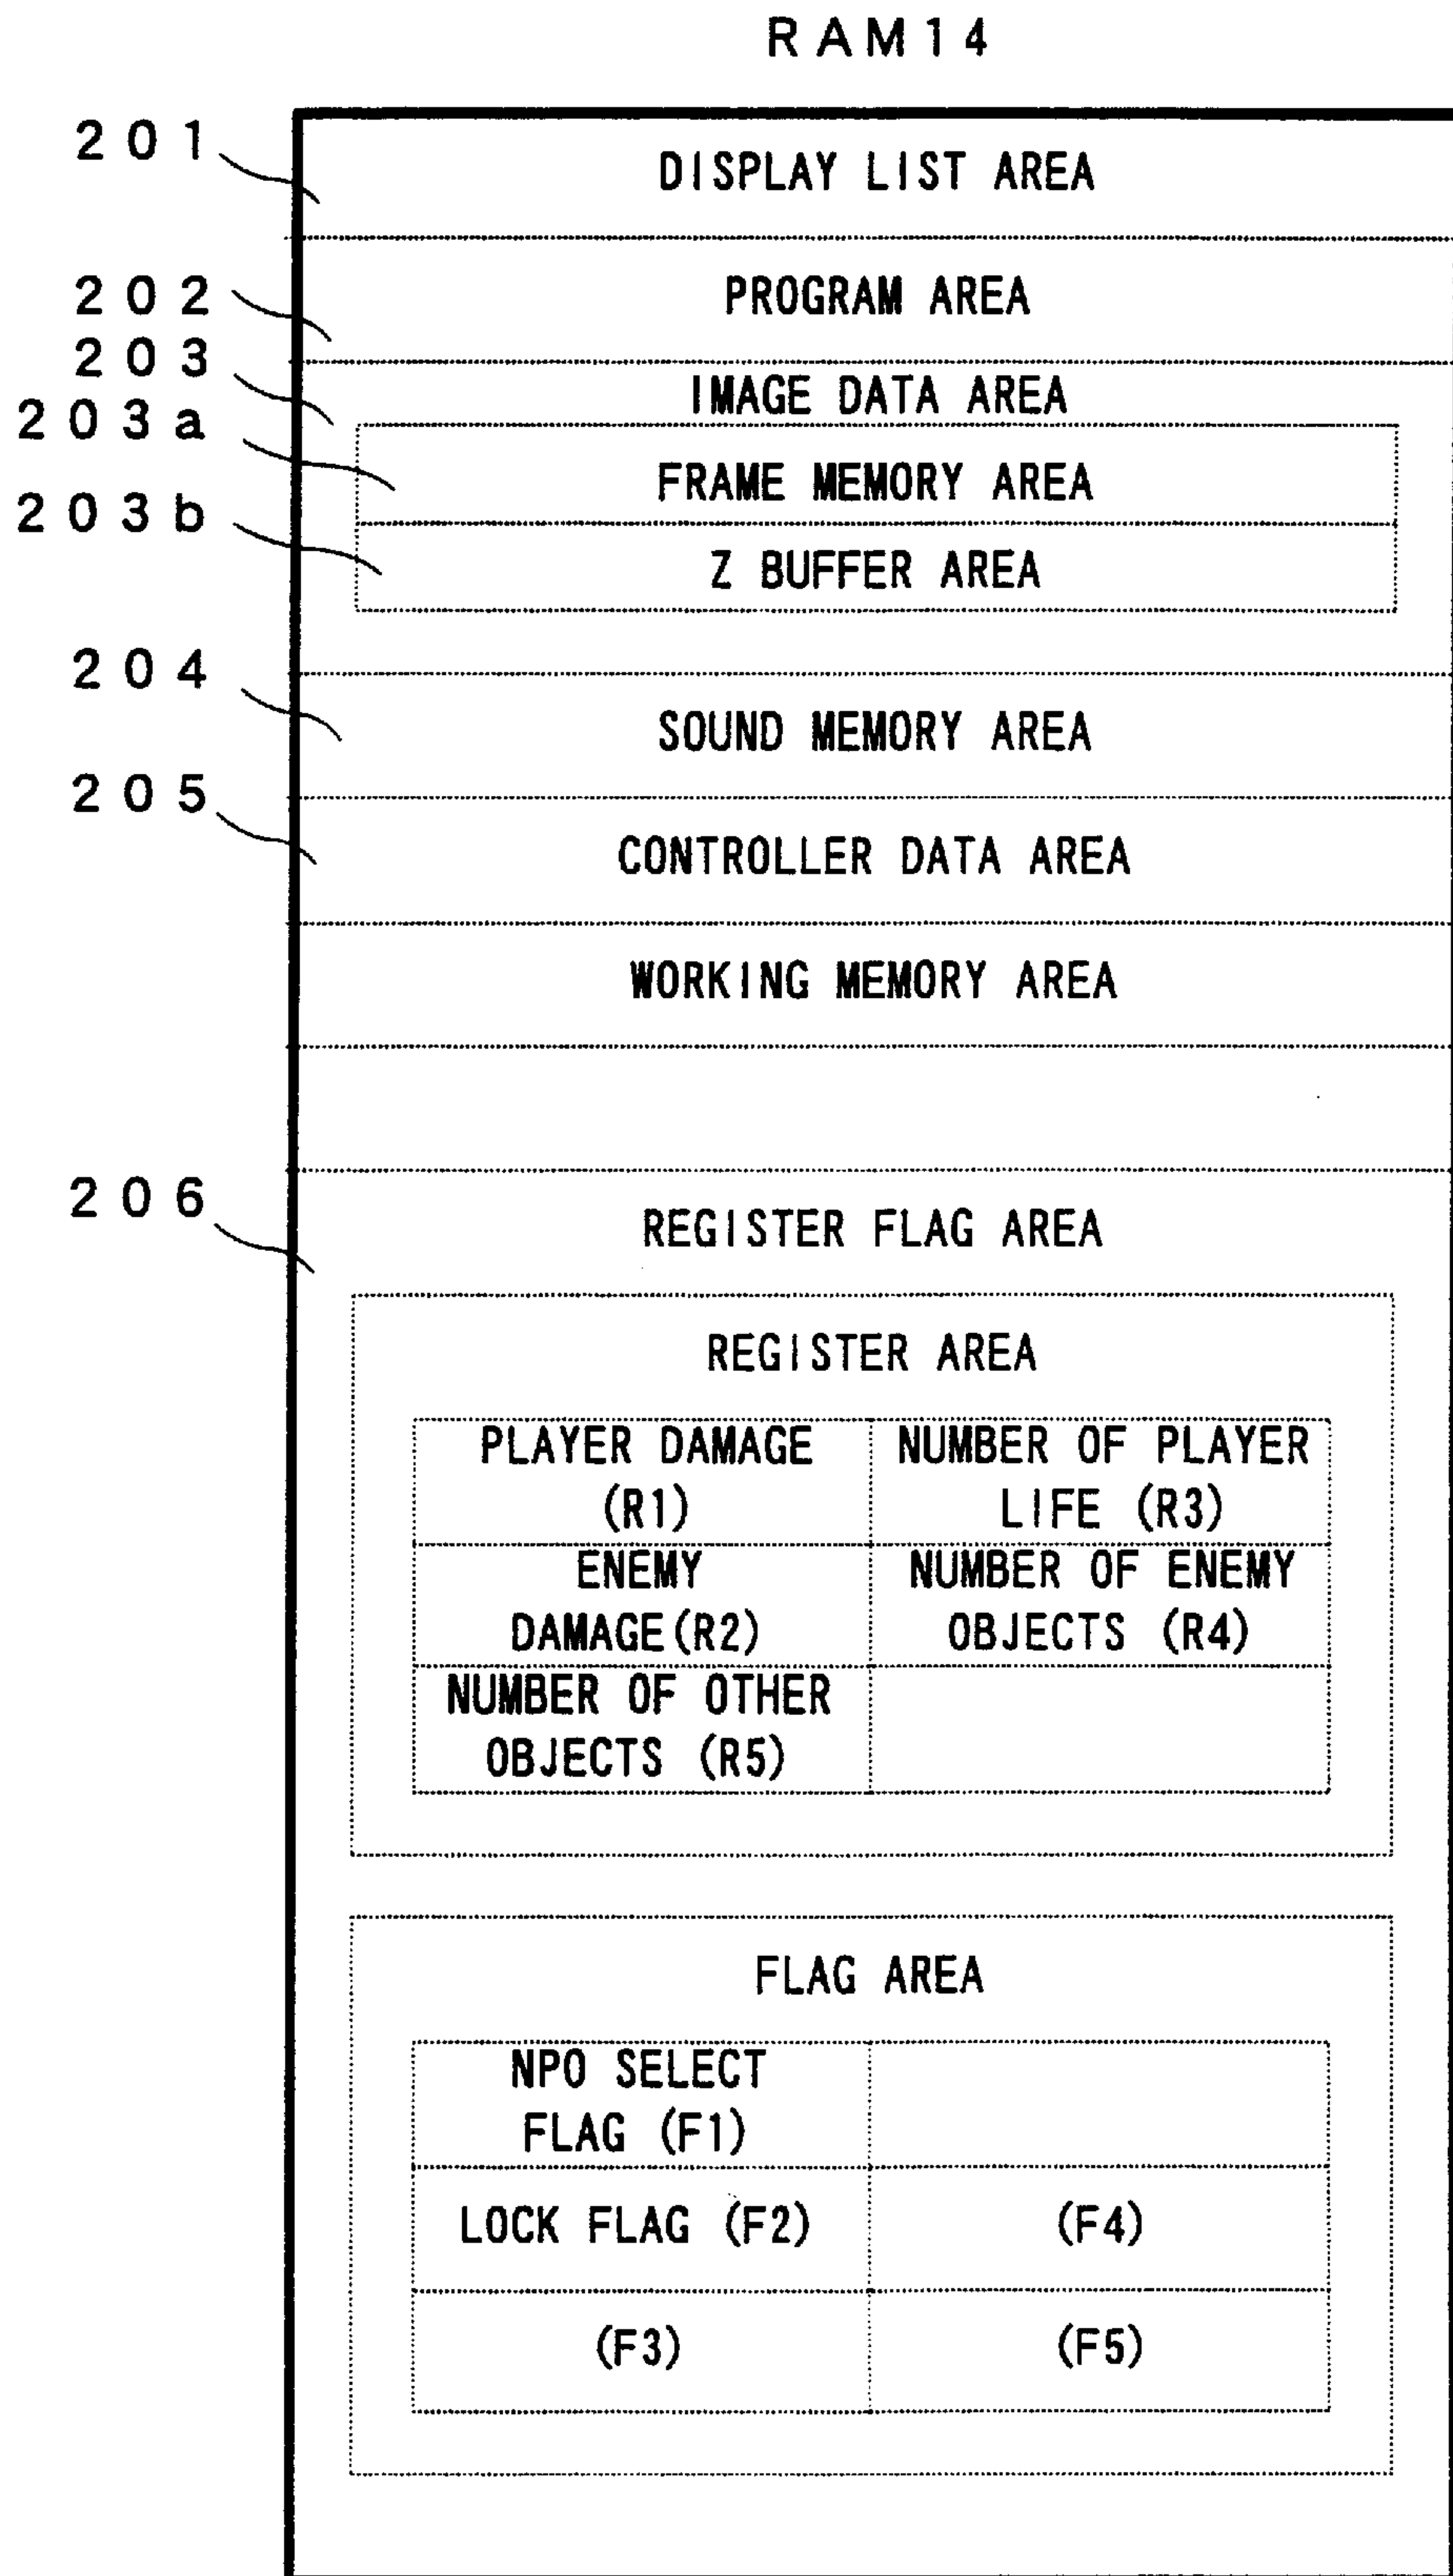 RAM14
201
DISPLAY LIST AREA
202
PROGRAM AREA
203
IMAGE DATA AREA
203a
FRAME MEMORY AREA
203b
Z BUFFER AREA
204
SOUND MEMORY AREA
205
CONTROLLER DATA AREA
WORKING MEMORY AREA
206
REGISTER FLAG AREA
REGISTER AREA
PLAYER DAMAGE
(R1)
NUMBER OF PLAYER
LIFE (R3)
ENEMY
DAMAGE(R2)
NUMBER OF ENEMY
OBJECTS (R4)
NUMBER OF OTHER
OBJECTS (R5)
FLAG AREA
NPO SELECT
FLAG (F1)
LOCK FLAG (F2)
(F4)
(F3)
(F5)